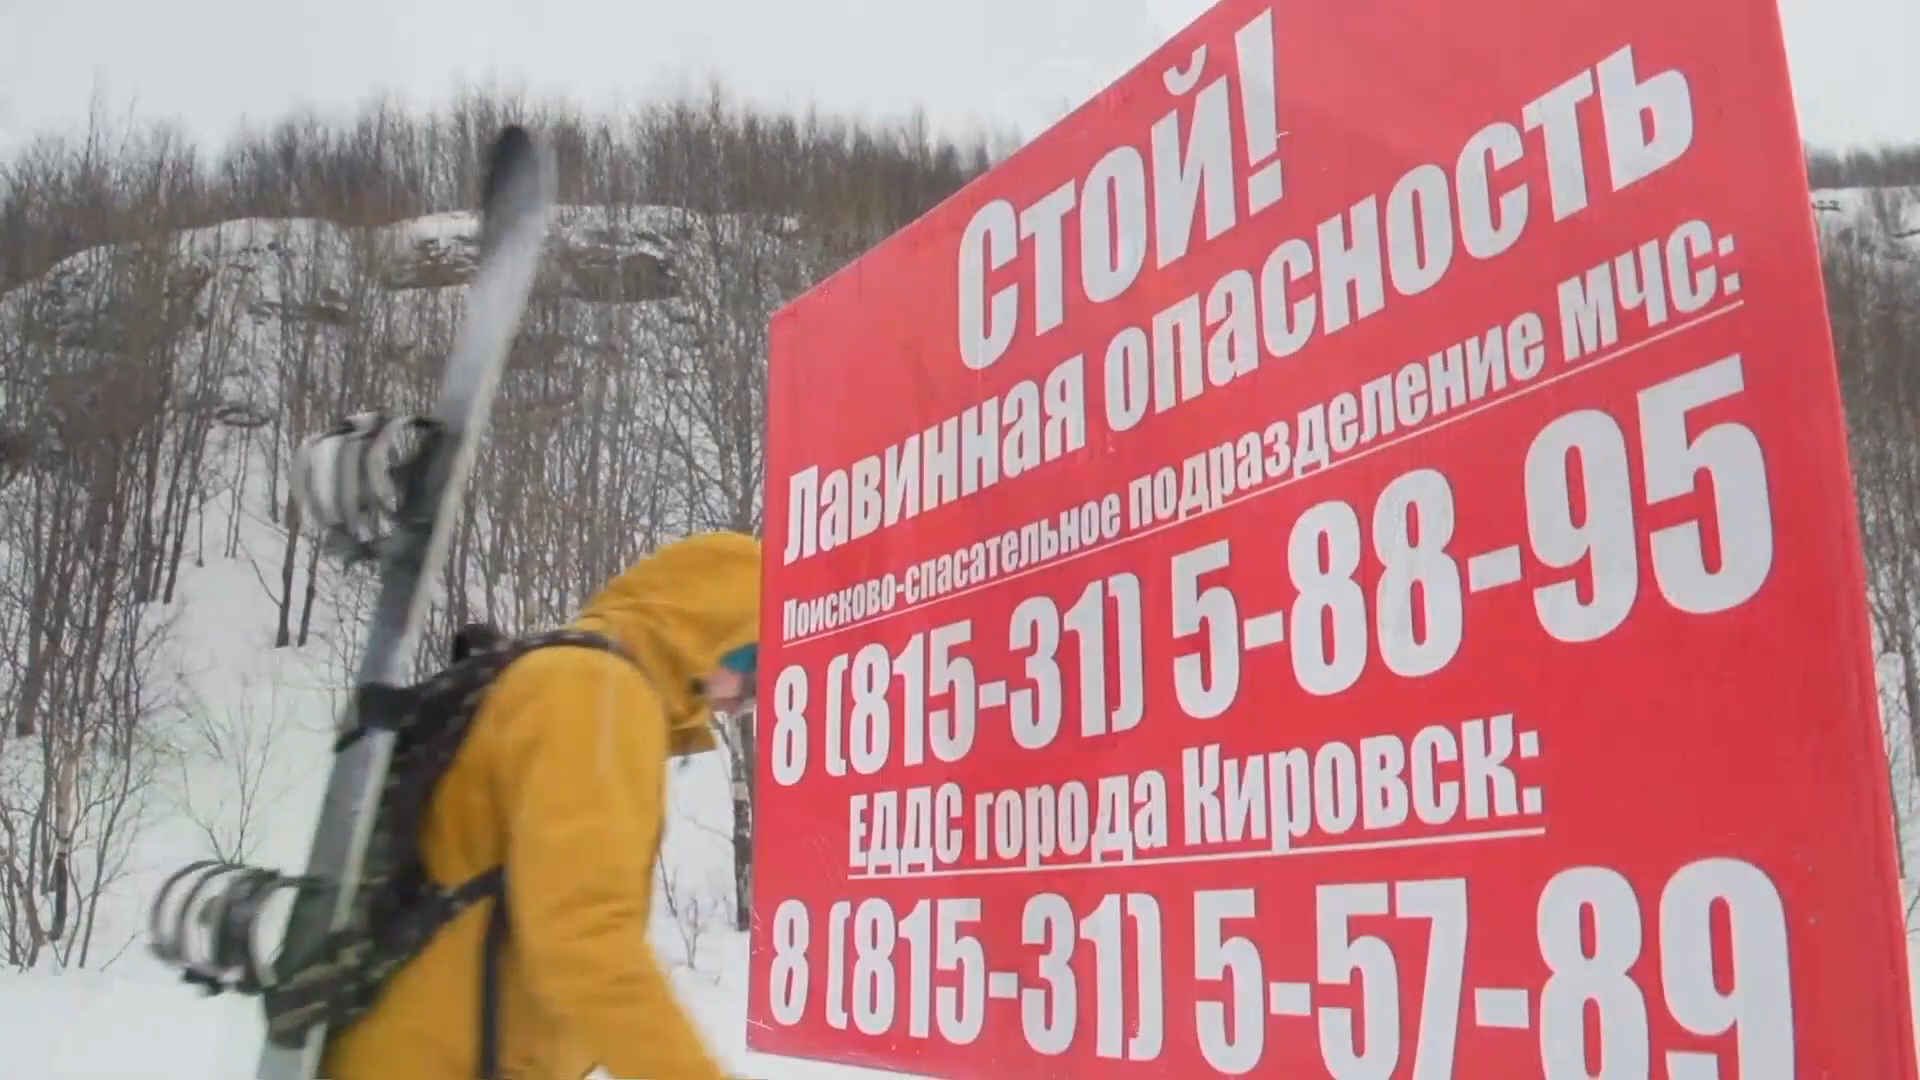 Стой!
Лавинная опасность
Поисково-спасательное подразделение МЧС:
8 (815-31) 5-88-95
ЕДДС города Кировск:
8 (815-31) 5-57-89